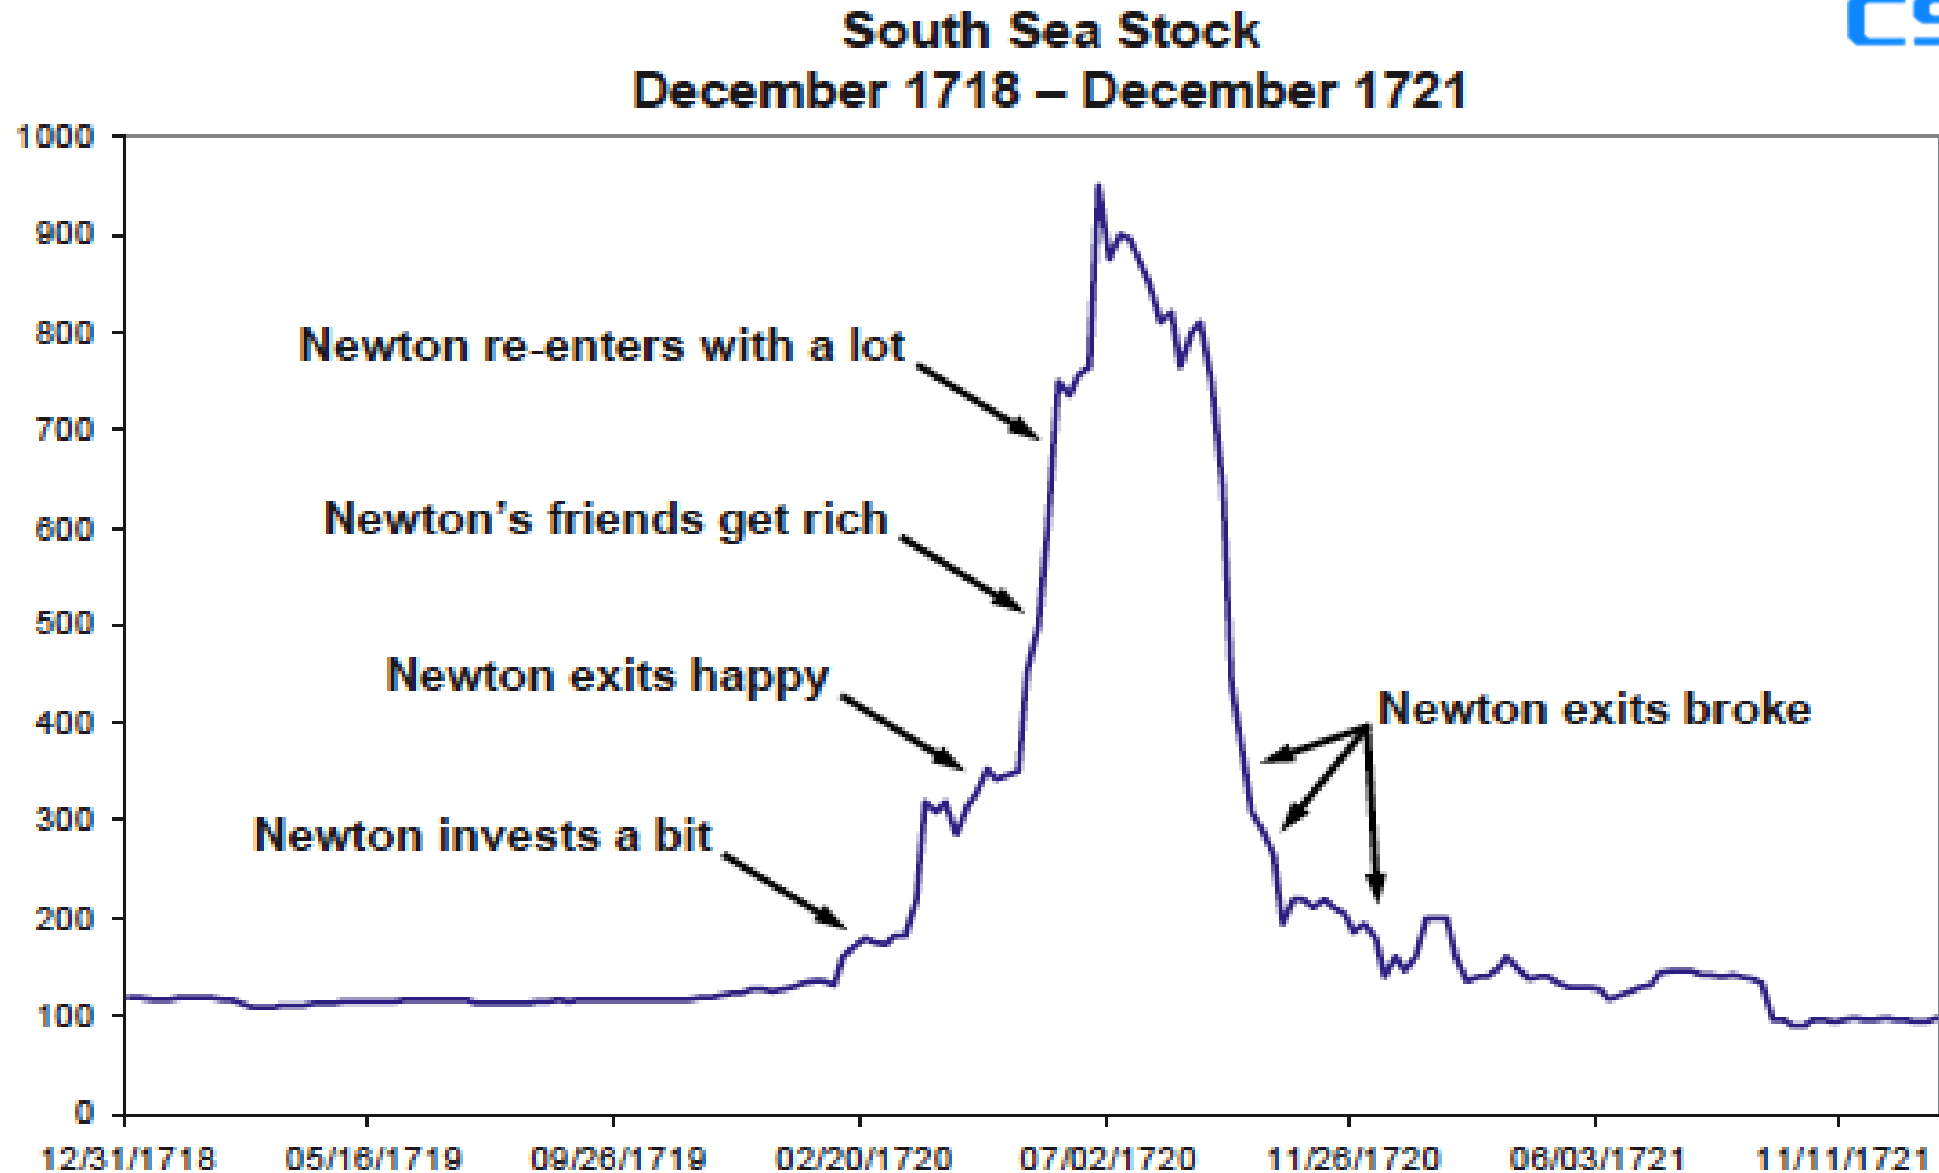 South Sea Stock
December 1718 – December 1721
1000
900
800
700
600
500
400
300
200
100
0
Newton re-enters with a lot
Newton's friends get rich
Newton exits happy
Newton exits broke
Newton invests a bit
12/31/1718 05/16/1719 09/26/1719 02/20/1720 07/02/1720 11/26/1720 06/03/1721 11/11/1721